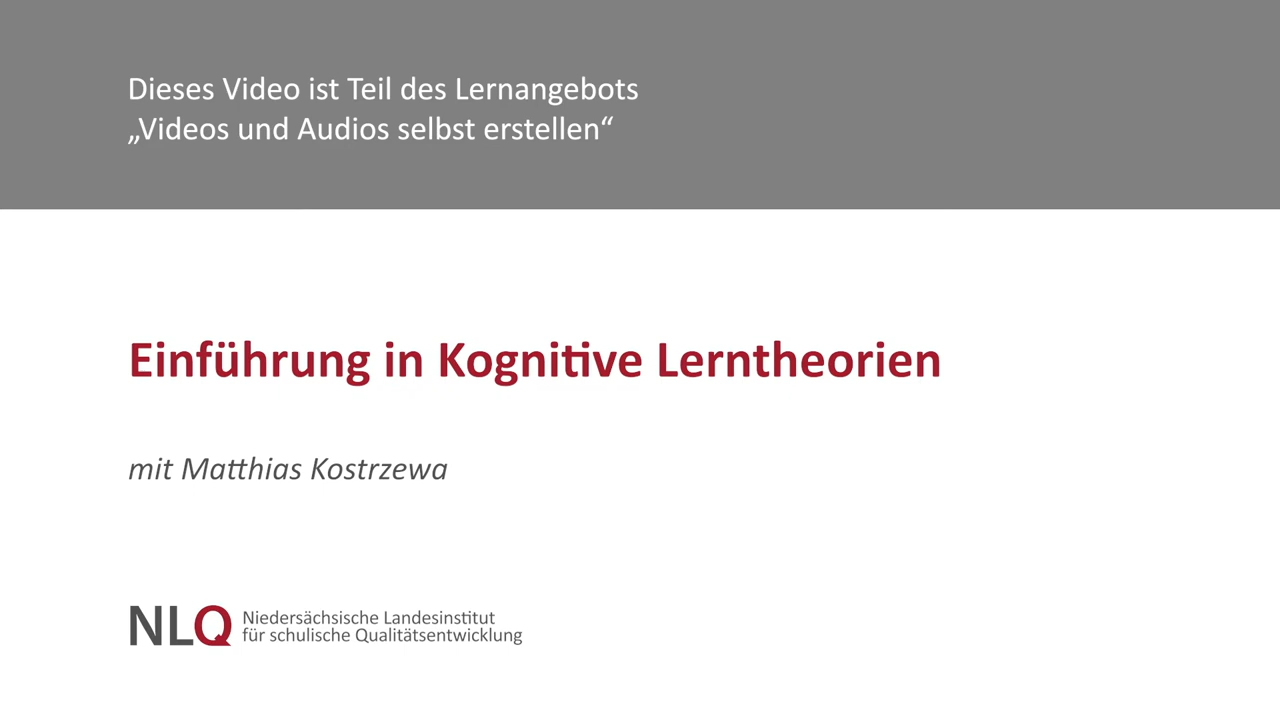 Dieses Video ist Teil des Lernangebots
„Videos und Audios selbst erstellen“
Einführung in Kognitive Lerntheorien
mit Matthias Kostrzewa
NLQ Niedersächsische Landesinstitut
für schulische Qualitätsentwicklung